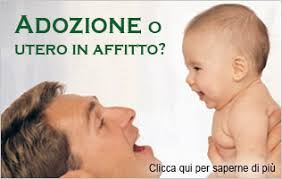 ADOZIONE O
UTERO IN AFFITTO?
Clicca qui per saperne di più